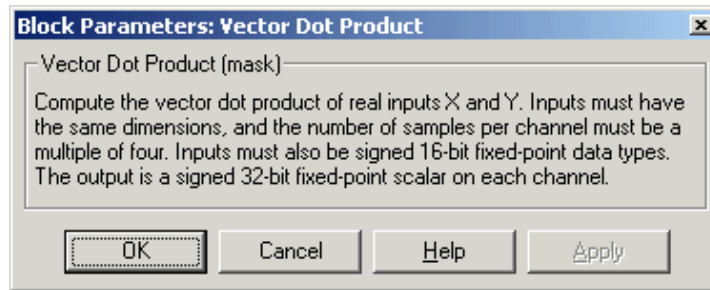 Block Parameters: Vector Dot Product
Vector Dot Product (mask)
Compute the vector dot product of real inputs X and Y. Inputs must have
the same dimensions, and the number of samples per channel must be a
multiple of four. Inputs must also be signed 16-bit fixed-point data types.
The output is a signed 32-bit fixed-point scalar on each channel.
OK Cancel Help Apply